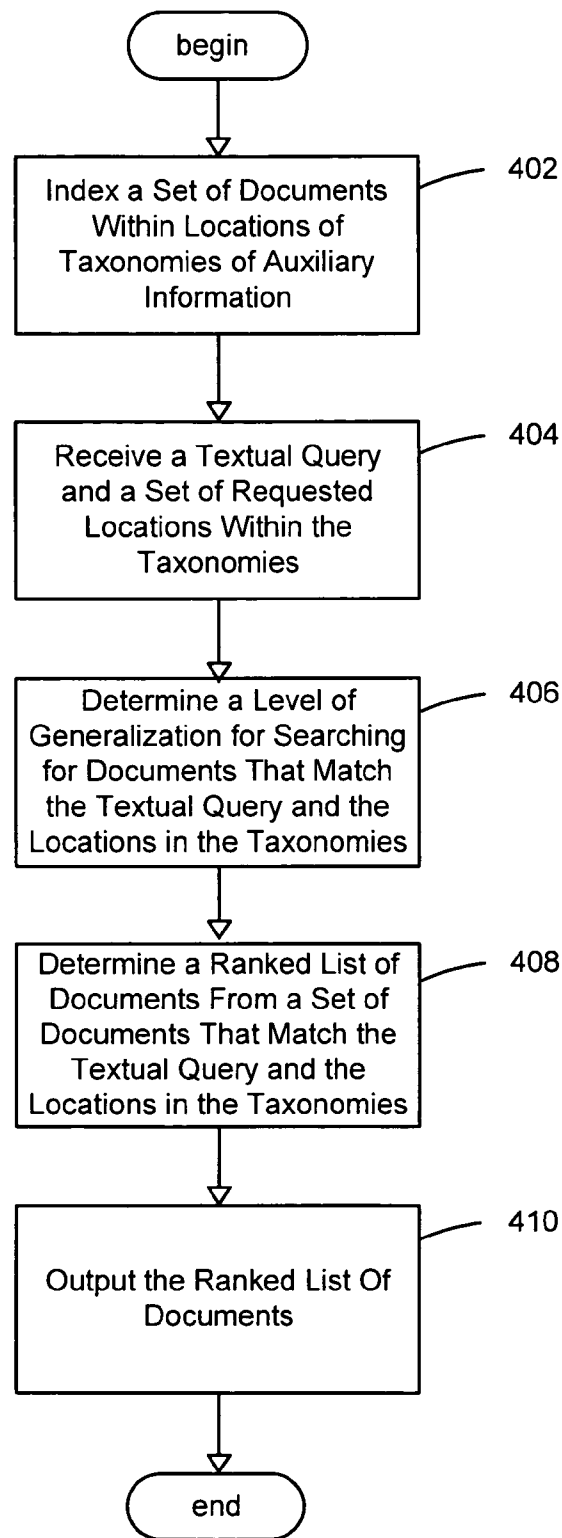 begin
402
Index a Set of Documents
Within Locations of
Taxonomies of Auxiliary
Information
404
Receive a Textual Query
and a Set of Requested
Locations Within the
Taxonomies
406
Determine a Level of
Generalization for Searching
for Documents That Match
the Textual Query and the
Locations in the Taxonomies
408
Determine a Ranked List of
Documents From a Set of
Documents That Match the
Textual Query and the
Locations in the Taxonomies
410
Output the Ranked List Of
Documents
end